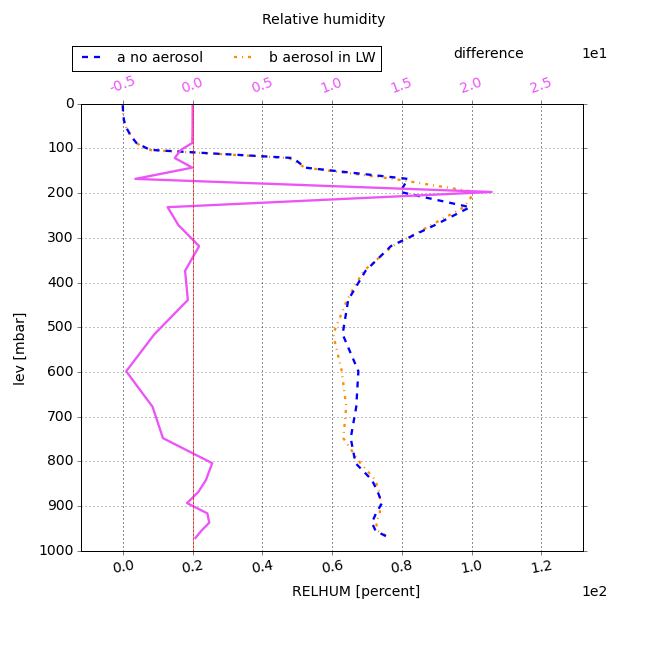 Relative humidity
a no aerosol b aerosol in LW difference 1e1
-0.5 0.0 0.5 1.0 1.5 2.0 2.5
0
100
200
300
400
500
600
700
800
900
1000
lev [mbar]
0.0 0.2 0.4 0.6 0.8 1.0 1.2
RELHUM [percent] 1e2